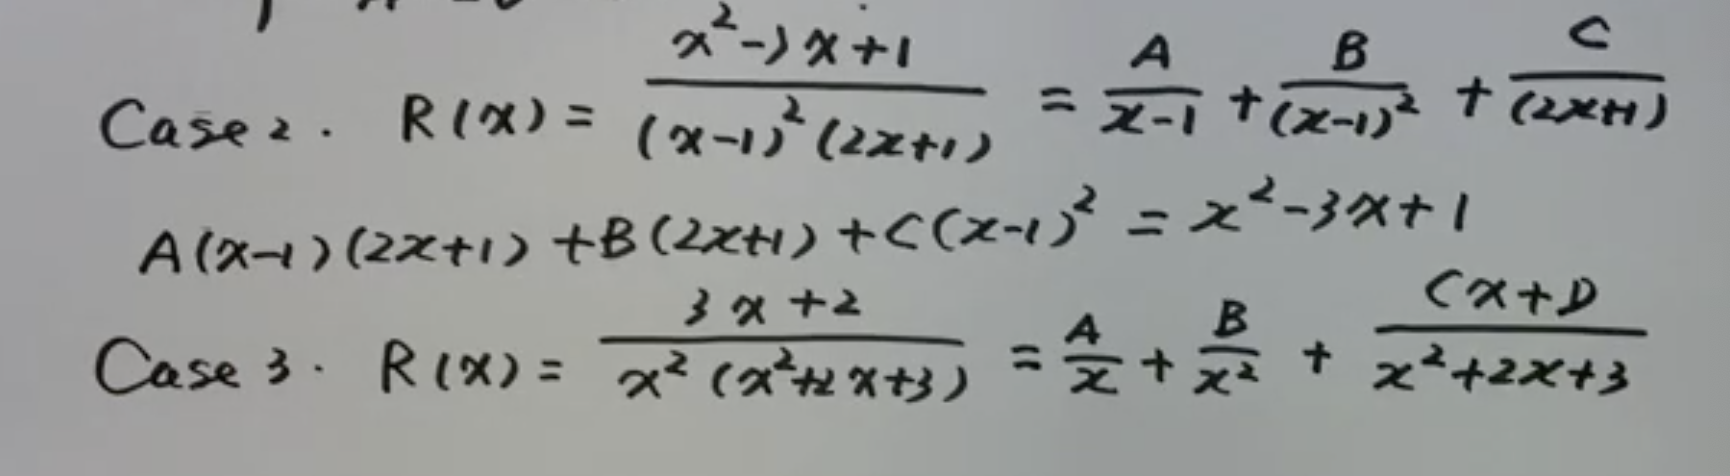 Case 2. R(x) = \frac{x^2-3x+1}{(x-1)^2(2x+1)} = \frac{A}{x-1} + \frac{B}{(x-1)^2} + \frac{C}{(2x+1)}
A(x-1)(2x+1) + B(2x+1) + C(x-1)^2 = x^2-3x+1
Case 3. R(x) = \frac{3x+2}{x^2(x^2+2x+3)} = \frac{A}{x} + \frac{B}{x^2} + \frac{Cx+D}{x^2+2x+3}